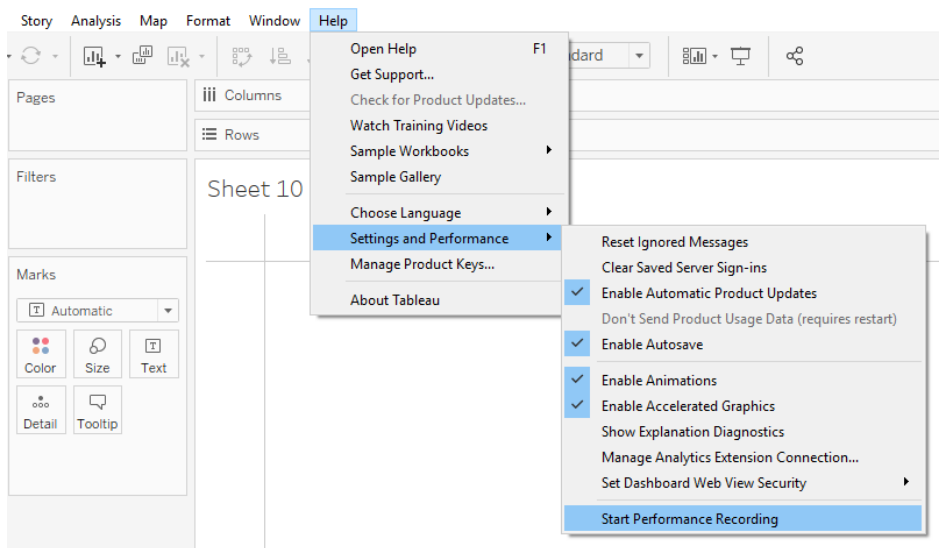 Story Analysis Map Format Window Help
dard
Pages
Filters
Marks
Automatic
Color Size Text
Detail Tooltip
Columns
Rows
Sheet 10
Open Help F1
Get Support...
Check for Product Updates...
Watch Training Videos
Sample Workbooks
Sample Gallery
Choose Language
Settings and Performance
Manage Product Keys...
About Tableau
Reset Ignored Messages
Clear Saved Server Sign-ins
Enable Automatic Product Updates
Don't Send Product Usage Data (requires restart)
Enable Autosave
Enable Animations
Enable Accelerated Graphics
Show Explanation Diagnostics
Manage Analytics Extension Connection...
Set Dashboard Web View Security
Start Performance Recording